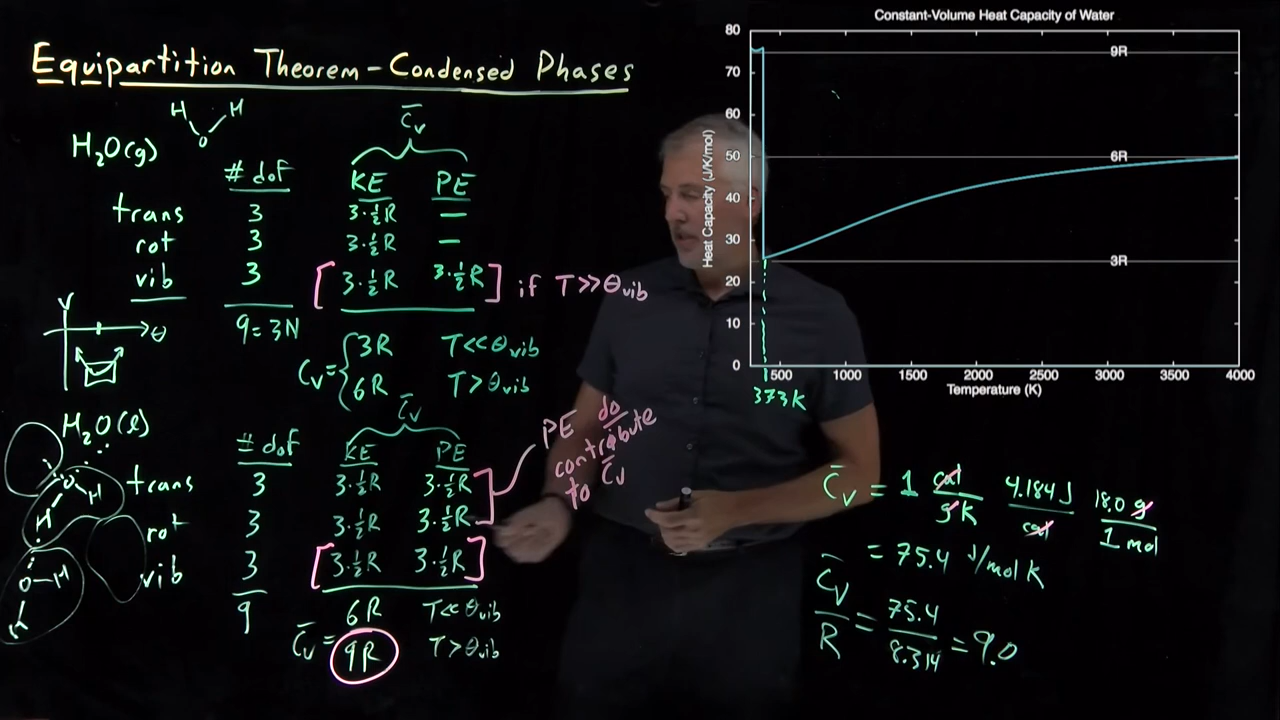 Equipartition Theorem – Condensed Phases
H H
O
H₂O(g)
C̄ᵥ
# dof KE PE
trans 3 3·½R —
rot 3 3·½R —
vib 3 [3·½R 3·½R] if T>>Θvib
9=3N
V
θ
Cᵥ= { 3R T<<Θvib
6R T>Θvib
H₂O(ℓ)
C̄ᵥ
# dof KE PE
trans 3 3·½R 3·½R
rot 3 3·½R 3·½R
vib 3 [3·½R 3·½R]
9 6R T<<Θvib
C̄ᵥ= 9R T>Θvib
O H
H
O–H
H
PE do
contribute
to C̄ᵥ
Constant-Volume Heat Capacity of Water
Heat Capacity (J/K/mol)
80
70
60
50
40
30
20
10
0
9R
6R
3R
500 1000 1500 2000 2500 3000 3500 4000
Temperature (K)
373K
C̄ᵥ = 1 cal/gK 4.184J/cal 18.0g/1mol
= 75.4 J/mol K
C̄ᵥ/R = 75.4/8.314 = 9.0